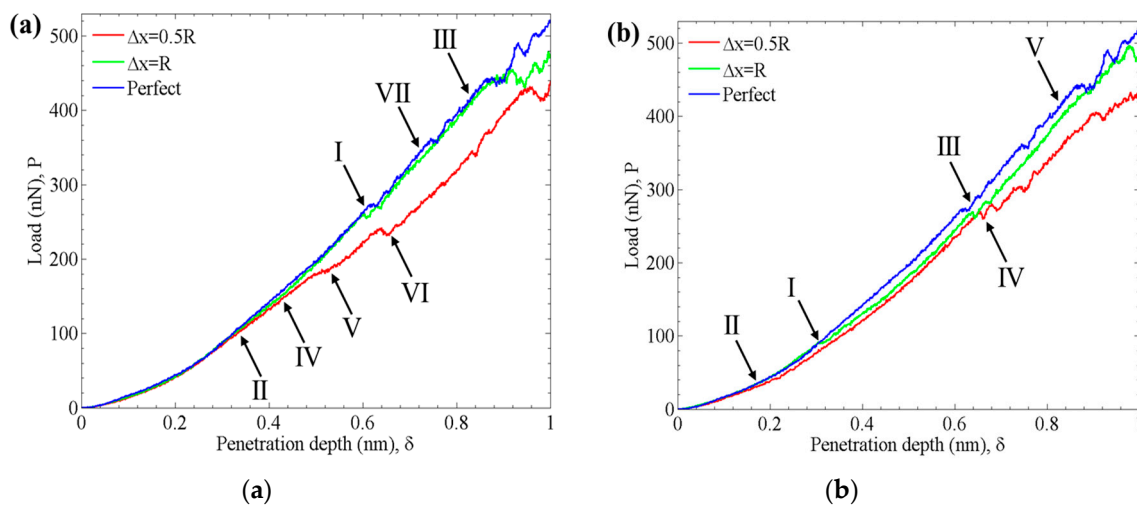 (a)
Δx=0.5R
Δx=R
Perfect
500
400
300
200
100
0
Load (nN), P
I
II
III
IV
V
VI
VII
0
0.2
0.4
0.6
0.8
1
Penetration depth (nm), δ
(a)
(b)
Δx=0.5R
Δx=R
Perfect
500
400
300
200
100
0
Load (nN), P
I
II
III
IV
V
0
0.2
0.4
0.6
0.8
1
Penetration depth (nm), δ
(b)